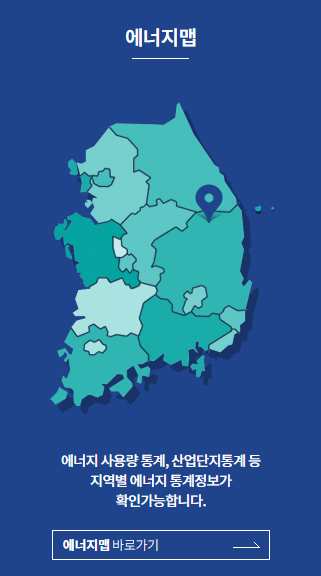 에너지맵
에너지 사용량 통계, 산업단지통계 등
지역별 에너지 통계정보가
확인가능합니다.
에너지맵 바로가기